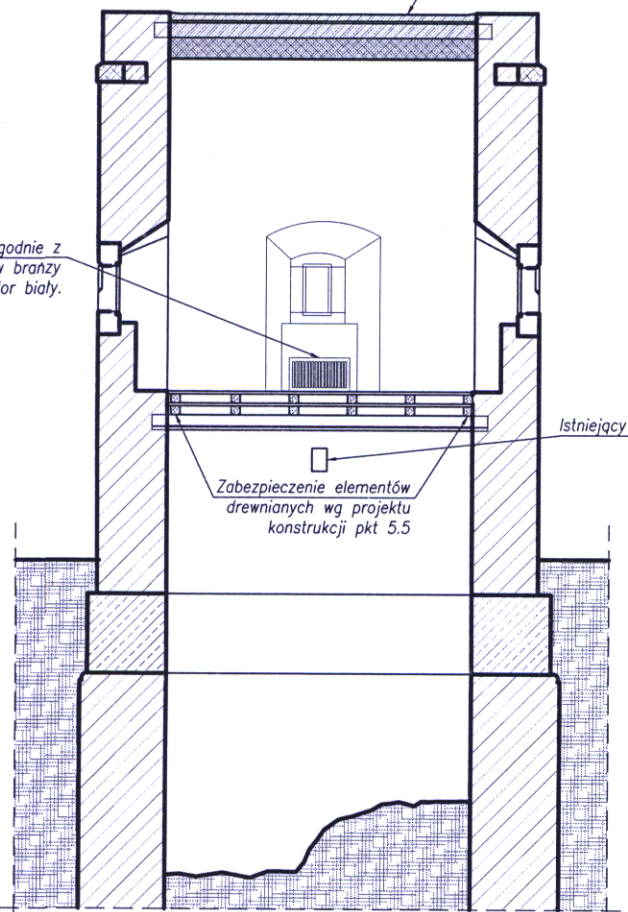 godnie z
branży
or biały.
Istniejący
Zabezpieczenie elementów
drewnianych wg projektu
konstrukcji pkt 5.5